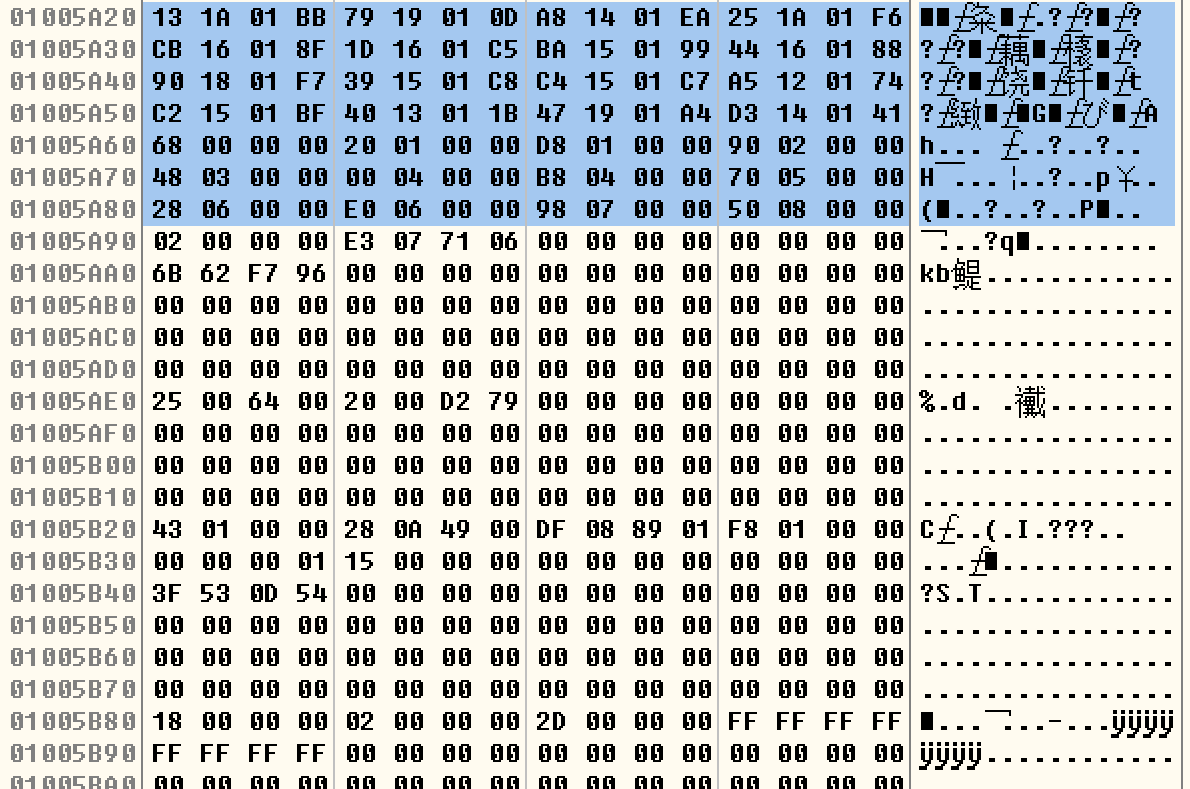 01005A20 13 1A 01 BB 79 19 01 0D A8 14 01 EA 25 1A 01 F6 ■■£粂■£.?£?■£?
01005A30 CB 16 01 8F 1D 16 01 C5 BA 15 01 99 44 16 01 88 ?£?■£藕■£櫰■£?
01005A40 90 18 01 F7 39 15 01 C8 C4 15 01 C7 A5 12 01 74 ?£?■£浇■£钎■£t
01005A50 C2 15 01 BF 40 13 01 1B 47 19 01 A4 D3 14 01 41 ?£緻■£■G■£び■£A
01005A60 68 00 00 00 20 01 00 00 D8 01 00 00 90 02 00 00 h... £..?..?..
01005A70 48 03 00 00 00 04 00 00 B8 04 00 00 70 05 00 00 H ... ¦..?..p¥..
01005A80 28 06 00 00 E0 06 00 00 98 07 00 00 50 08 00 00 (■..?..?..P■..
01005A90 02 00 00 00 E3 07 71 06 00 00 00 00 00 00 00 00 ...?q■........
01005AA0 6B 62 F7 96 00 00 00 00 00 00 00 00 00 00 00 00 kb鯷............
01005AB0 00 00 00 00 00 00 00 00 00 00 00 00 00 00 00 00 ................
01005AC0 00 00 00 00 00 00 00 00 00 00 00 00 00 00 00 00 ................
01005AD0 00 00 00 00 00 00 00 00 00 00 00 00 00 00 00 00 ................
01005AE0 25 00 64 00 20 00 D2 79 00 00 00 00 00 00 00 00 %.d. .襶........
01005AF0 00 00 00 00 00 00 00 00 00 00 00 00 00 00 00 00 ................
01005B00 00 00 00 00 00 00 00 00 00 00 00 00 00 00 00 00 ................
01005B10 00 00 00 00 00 00 00 00 00 00 00 00 00 00 00 00 ................
01005B20 43 01 00 00 28 0A 49 00 DF 08 89 01 F8 01 00 00 C£..(.I.???..
01005B30 00 00 00 01 15 00 00 00 00 00 00 00 00 00 00 00 ...£■...........
01005B40 3F 53 0D 54 00 00 00 00 00 00 00 00 00 00 00 00 ?S.T............
01005B50 00 00 00 00 00 00 00 00 00 00 00 00 00 00 00 00 ................
01005B60 00 00 00 00 00 00 00 00 00 00 00 00 00 00 00 00 ................
01005B70 00 00 00 00 00 00 00 00 00 00 00 00 00 00 00 00 ................
01005B80 18 00 00 00 02 00 00 00 2D 00 00 00 FF FF FF FF ■... ...-...ÿÿÿÿ
01005B90 FF FF FF FF 00 00 00 00 00 00 00 00 00 00 00 00 ÿÿÿÿ............
01005BA0 00 00 00 00 00 00 00 00 00 00 00 00 00 00 00 00